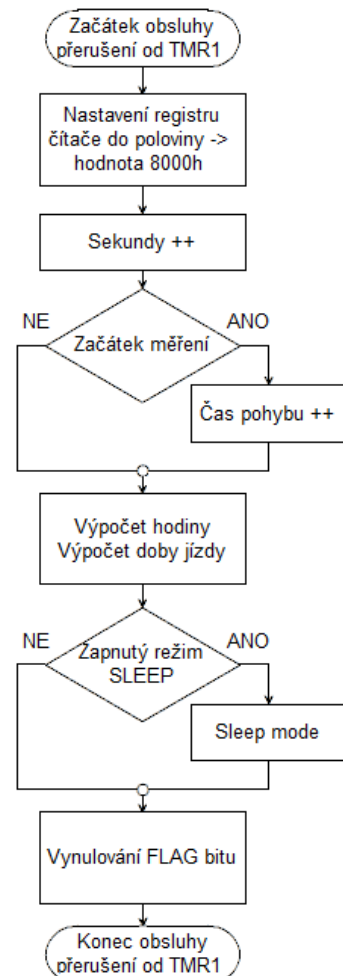 Začátek obsluhy
přerušení od TMR1
Nastavení registru
čítače do poloviny ->
hodnota 8000h
Sekundy ++
NE
ANO
Začátek měření
Čas pohybu ++
Výpočet hodiny
Výpočet doby jízdy
NE
ANO
Zapnutý režim
SLEEP
Sleep mode
Vynulování FLAG bitu
Konec obsluhy
přerušení od TMR1